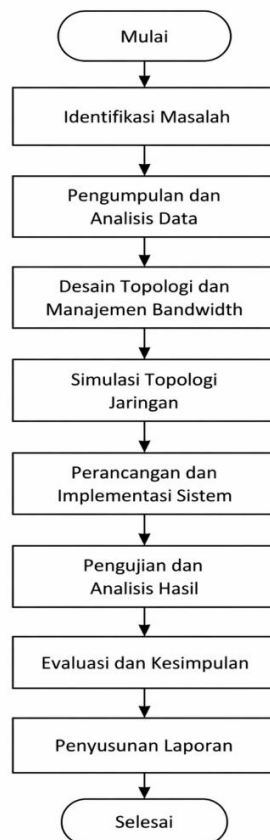 Mulai
Identifikasi Masalah
Pengumpulan dan
Analisis Data
Desain Topologi dan
Manajemen Bandwidth
Simulasi Topologi
Jaringan
Perancangan dan
Implementasi Sistem
Pengujian dan
Analisis Hasil
Evaluasi dan Kesimpulan
Penyusunan Laporan
Selesai